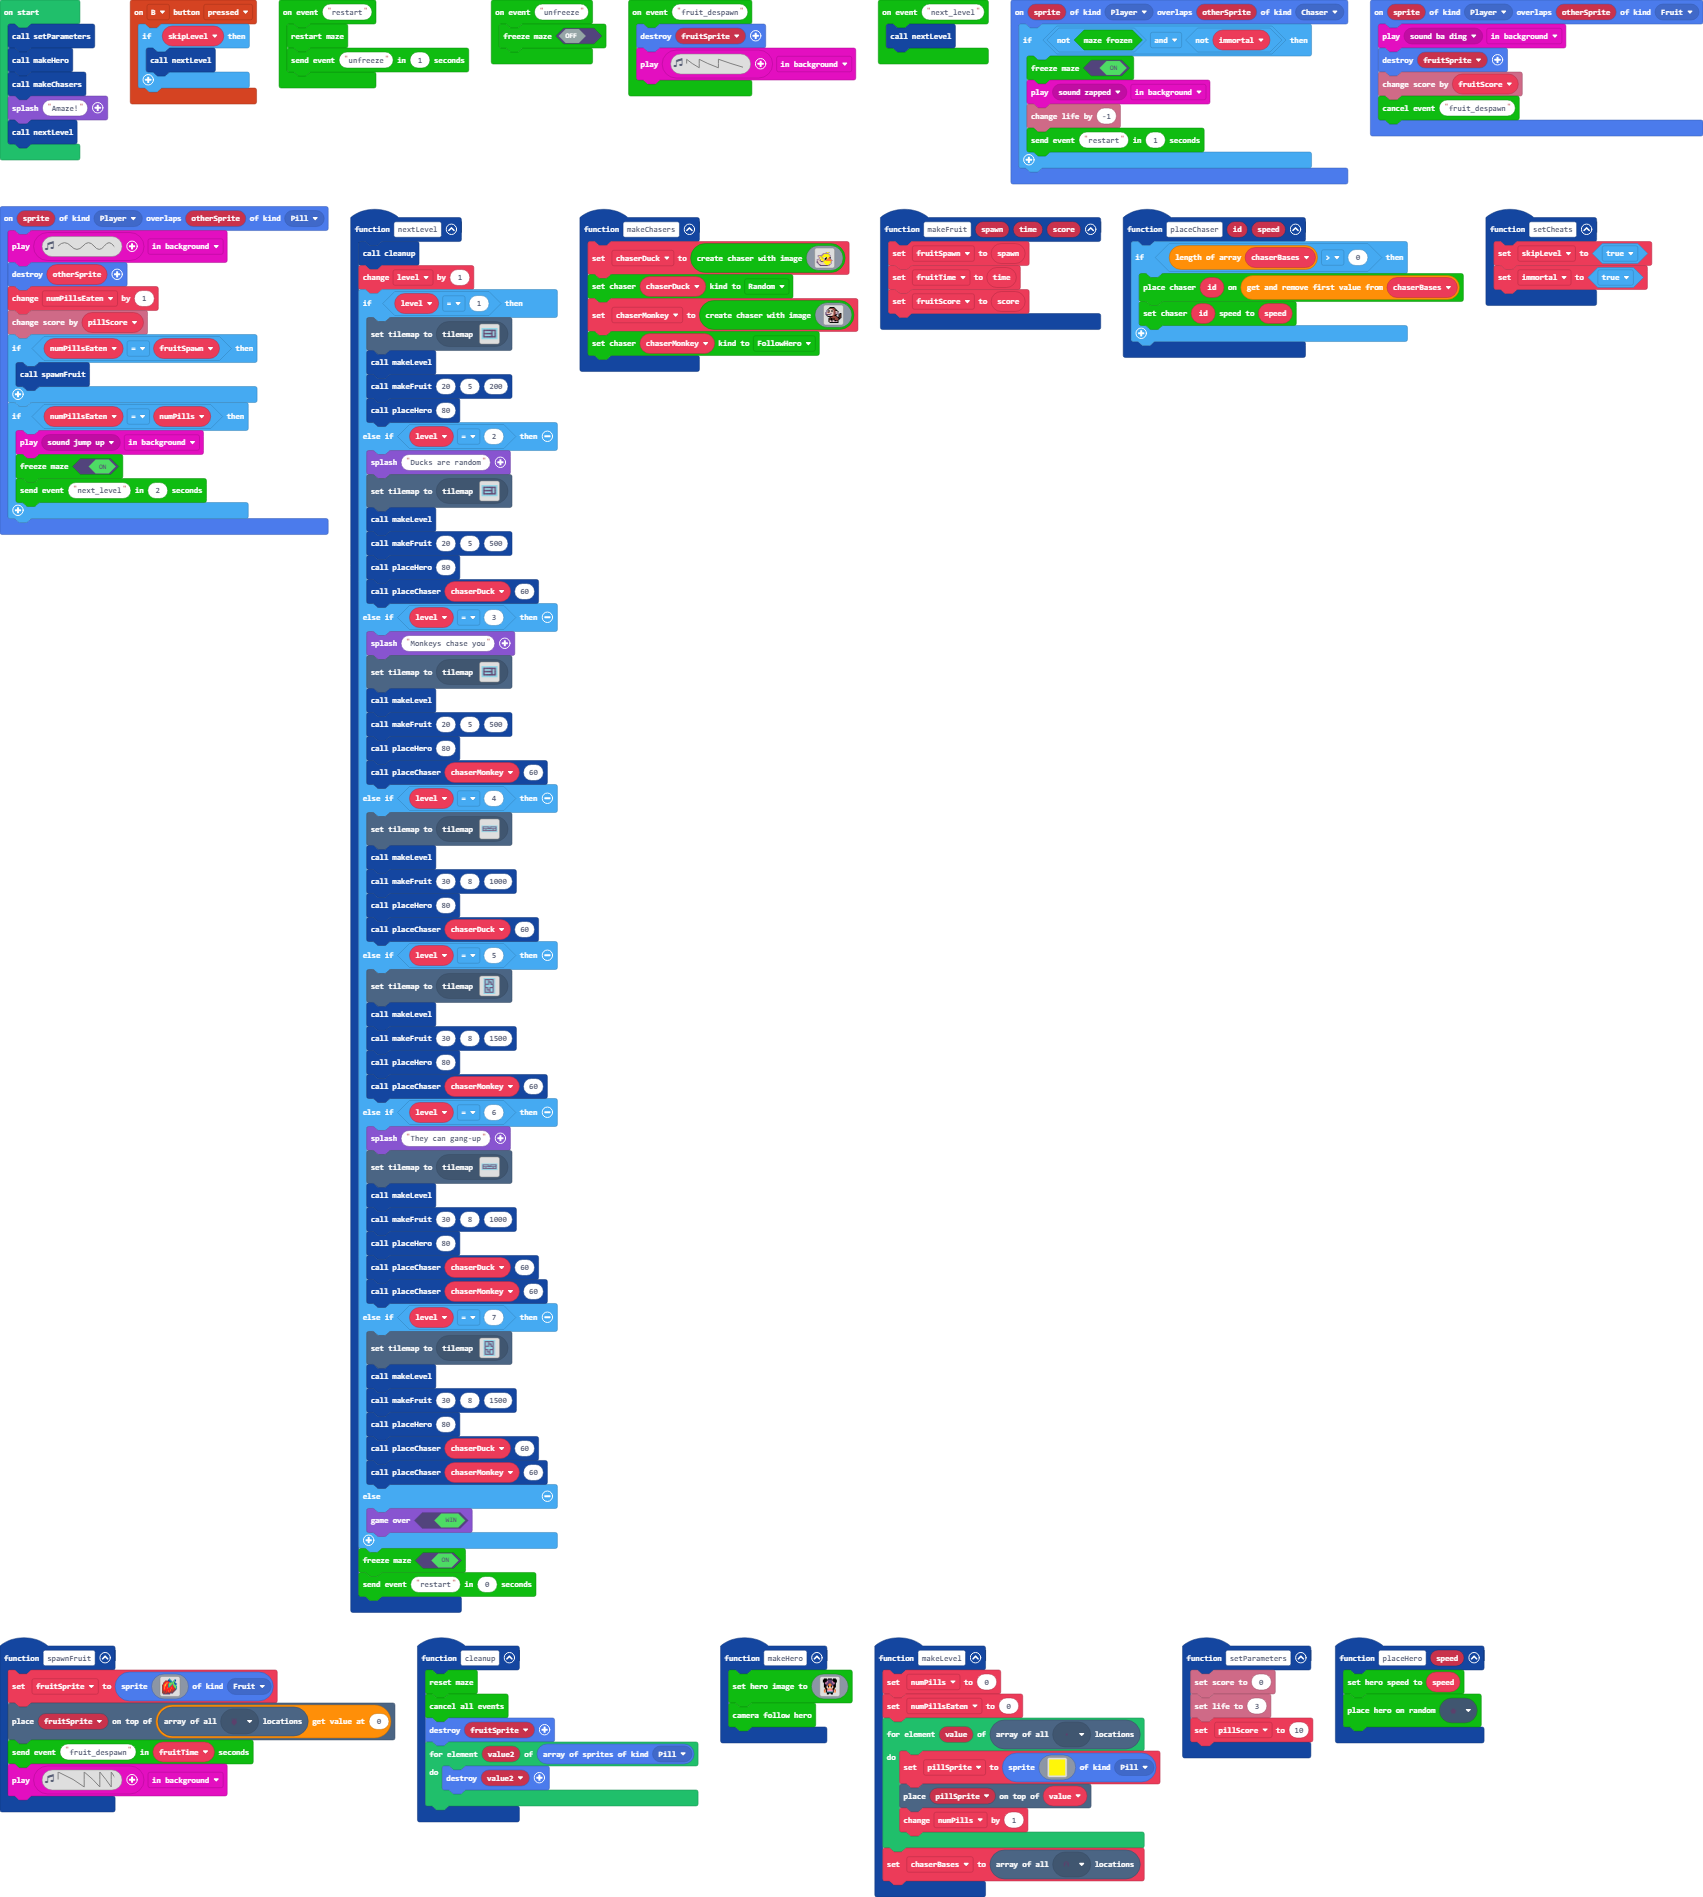 on start
call setParameters
call makeHero
call makeChasers
splash "Amaze!"
call nextLevel
on B button pressed
if skipLevel then
call nextLevel
on event "restart"
restart maze
send event "unfreeze" in 1 seconds
on event "unfreeze"
freeze maze OFF
on event "fruit_despawn"
destroy fruitSprite
play in background
on event "next_level"
call nextLevel
on sprite of kind Player overlaps otherSprite of kind Chaser
if not maze frozen and not immortal then
freeze maze ON
play sound zapped in background
change life by -1
send event "restart" in 1 seconds
on sprite of kind Player overlaps otherSprite of kind Fruit
play sound ba ding in background
destroy fruitSprite
change score by fruitScore
cancel event "fruit_despawn"
on sprite of kind Player overlaps otherSprite of kind Pill
play in background
destroy otherSprite
change numPillsEaten by 1
change score by pillScore
if numPillsEaten = fruitSpawn then
call spawnFruit
if numPillsEaten = numPills then
play sound jump up in background
freeze maze ON
send event "next_level" in 2 seconds
function nextLevel
call cleanup
change level by 1
if level = 1 then
set tilemap to tilemap
call makeLevel
call makeFruit 20 5 200
call placeHero 80
else if level = 2 then
splash "Ducks are random"
set tilemap to tilemap
call makeLevel
call makeFruit 20 5 500
call placeHero 80
call placeChaser chaserDuck 60
else if level = 3 then
splash "Monkeys chase you"
set tilemap to tilemap
call makeLevel
call makeFruit 20 5 500
call placeHero 80
call placeChaser chaserMonkey 60
else if level = 4 then
set tilemap to tilemap
call makeLevel
call makeFruit 30 8 1000
call placeHero 80
call placeChaser chaserDuck 60
else if level = 5 then
set tilemap to tilemap
call makeLevel
call makeFruit 30 8 1500
call placeHero 80
call placeChaser chaserMonkey 60
else if level = 6 then
splash "They can gang-up"
set tilemap to tilemap
call makeLevel
call makeFruit 30 8 1000
call placeHero 80
call placeChaser chaserDuck 60
call placeChaser chaserMonkey 60
else if level = 7 then
set tilemap to tilemap
call makeLevel
call makeFruit 30 8 1500
call placeHero 80
call placeChaser chaserDuck 60
call placeChaser chaserMonkey 60
else
game over WIN
freeze maze ON
send event "restart" in 0 seconds
function makeChasers
set chaserDuck to create chaser with image
set chaser chaserDuck kind to Random
set chaserMonkey to create chaser with image
set chaser chaserMonkey kind to FollowHero
function makeFruit spawn time score
set fruitSpawn to spawn
set fruitTime to time
set fruitScore to score
function placeChaser id speed
if length of array chaserBases > 0 then
place chaser id on get and remove first value from chaserBases
set chaser id speed to speed
function setCheats
set skipLevel to true
set immortal to true
function spawnFruit
set fruitSprite to sprite of kind Fruit
place fruitSprite on top of array of all locations get value at 0
send event "fruit_despawn" in fruitTime seconds
play in background
function cleanup
reset maze
cancel all events
destroy fruitSprite
for element value2 of array of sprites of kind Pill
do destroy value2
function makeHero
set hero image to
camera follow hero
function makeLevel
set numPills to 0
set numPillsEaten to 0
for element value of array of all locations
do set pillSprite to sprite of kind Pill
place pillSprite on top of value
change numPills by 1
set chaserBases to array of all locations
function setParameters
set score to 0
set life to 3
set pillScore to 10
function placeHero speed
set hero speed to speed
place hero on random